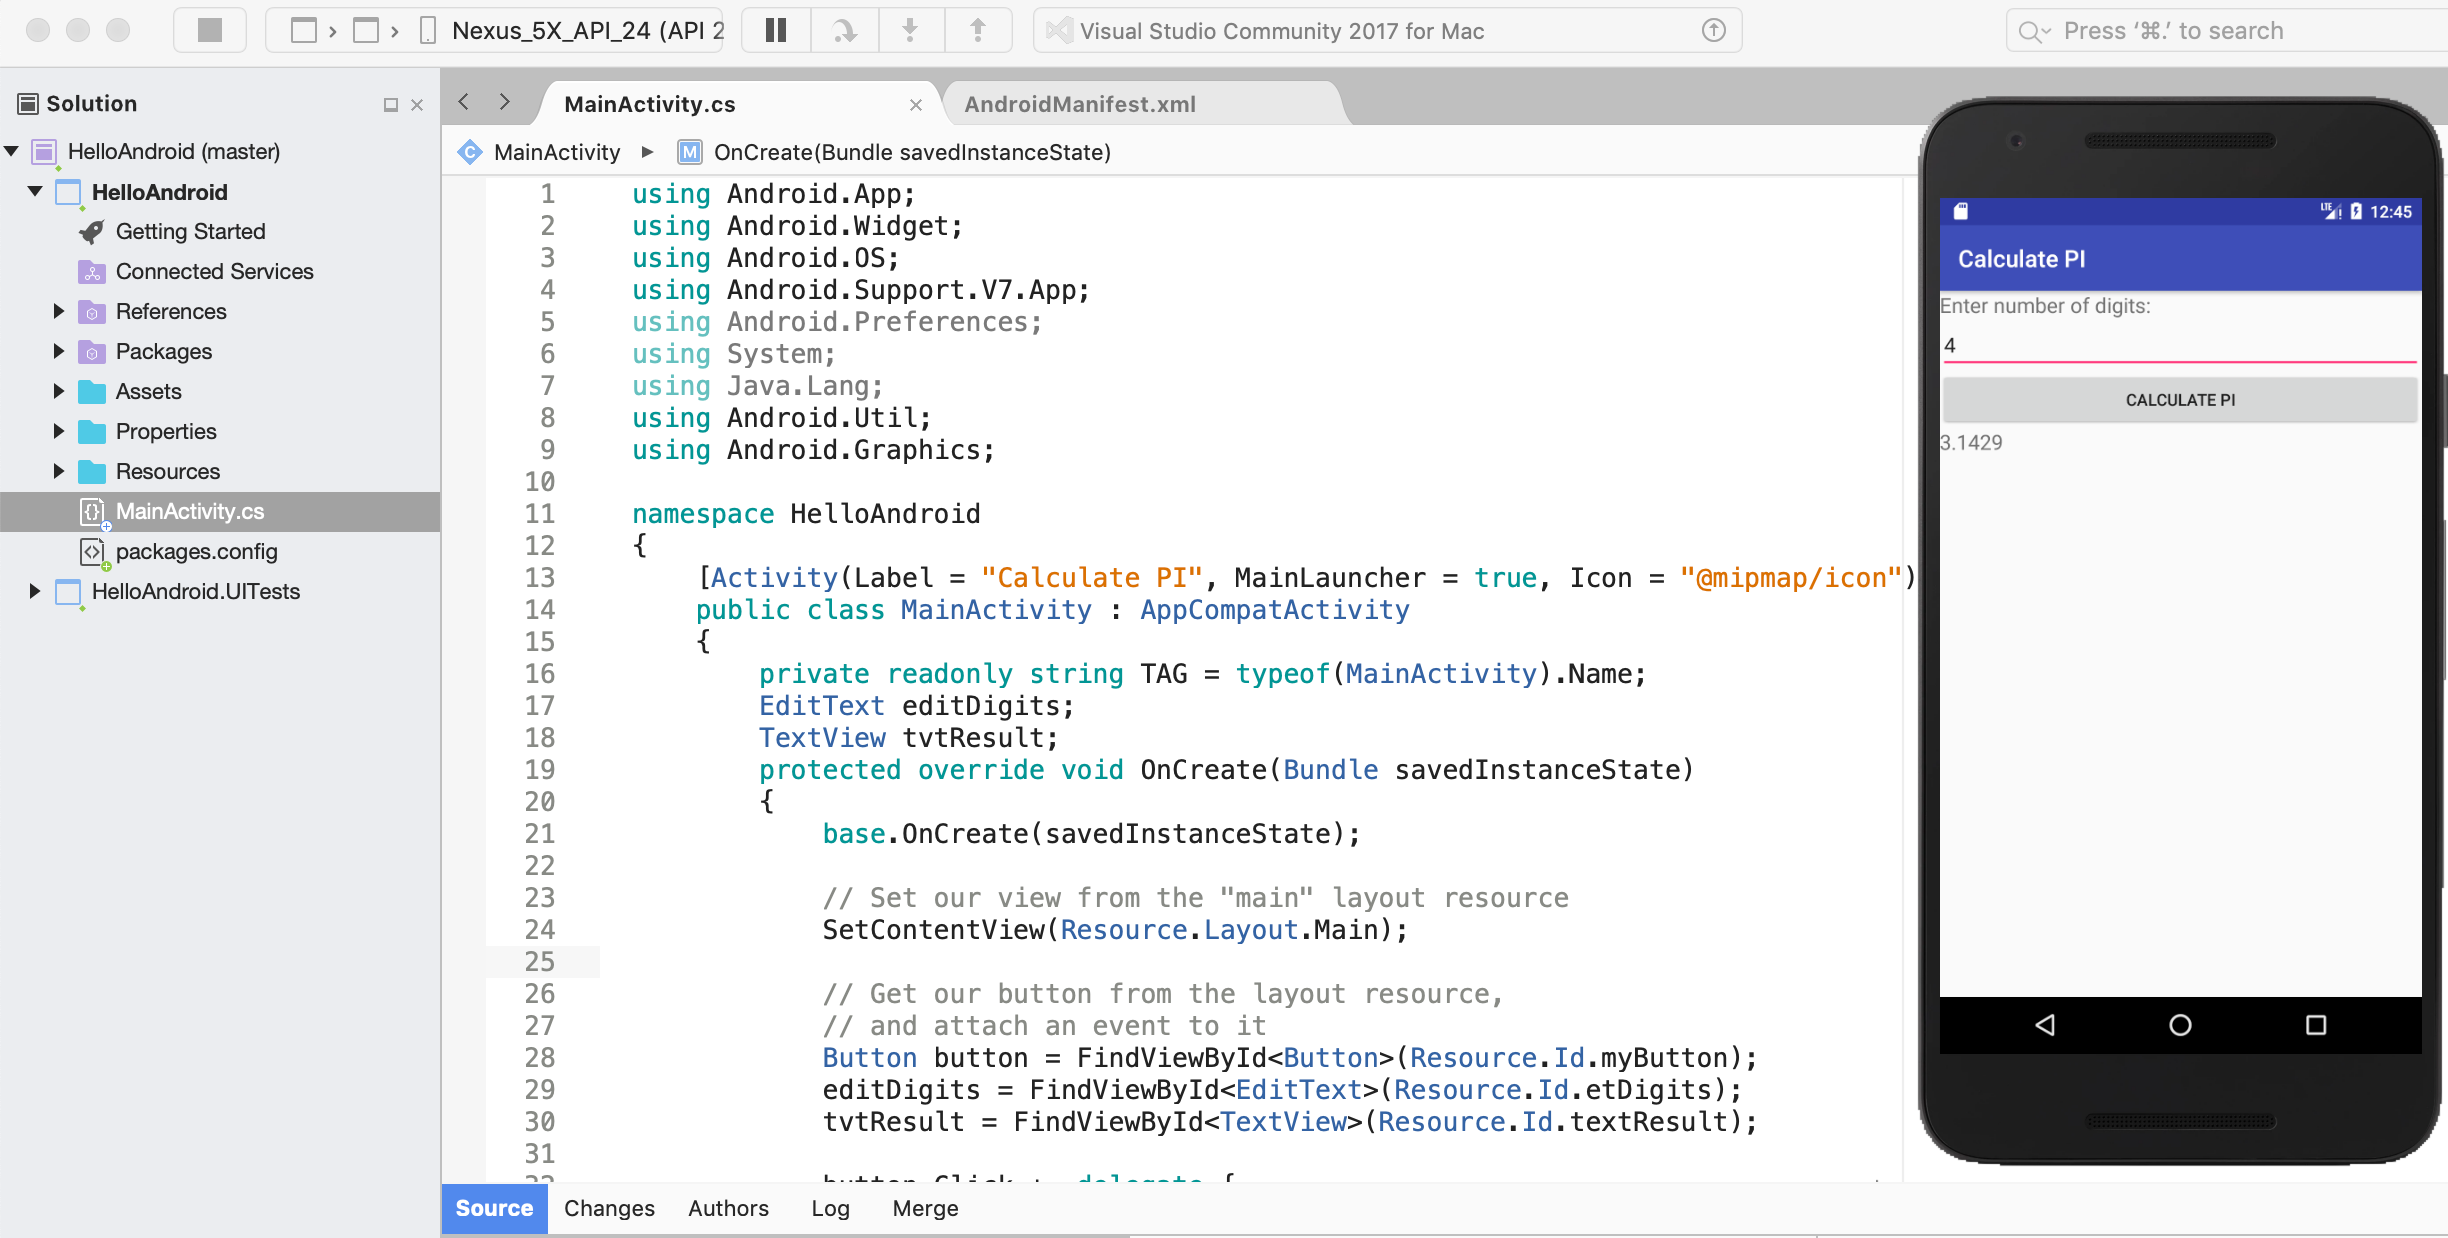 Nexus_5X_API_24 (API 2
Visual Studio Community 2017 for Mac
Press ‘⌘.’ to search
Solution
HelloAndroid (master)
HelloAndroid
Getting Started
Connected Services
References
Packages
Assets
Properties
Resources
MainActivity.cs
packages.config
HelloAndroid.UITests
MainActivity.cs
AndroidManifest.xml
MainActivity
OnCreate(Bundle savedInstanceState)
1 using Android.App;
2 using Android.Widget;
3 using Android.OS;
4 using Android.Support.V7.App;
5 using Android.Preferences;
6 using System;
7 using Java.Lang;
8 using Android.Util;
9 using Android.Graphics;
10
11 namespace HelloAndroid
12 {
13 [Activity(Label = "Calculate PI", MainLauncher = true, Icon = "@mipmap/icon")
14 public class MainActivity : AppCompatActivity
15 {
16 private readonly string TAG = typeof(MainActivity).Name;
17 EditText editDigits;
18 TextView tvtResult;
19 protected override void OnCreate(Bundle savedInstanceState)
20 {
21 base.OnCreate(savedInstanceState);
22
23 // Set our view from the "main" layout resource
24 SetContentView(Resource.Layout.Main);
25
26 // Get our button from the layout resource,
27 // and attach an event to it
28 Button button = FindViewById<Button>(Resource.Id.myButton);
29 editDigits = FindViewById<EditText>(Resource.Id.etDigits);
30 tvtResult = FindViewById<TextView>(Resource.Id.textResult);
31
Source
Changes
Authors
Log
Merge
LTE 12:45
Calculate PI
Enter number of digits:
4
CALCULATE PI
3.1429